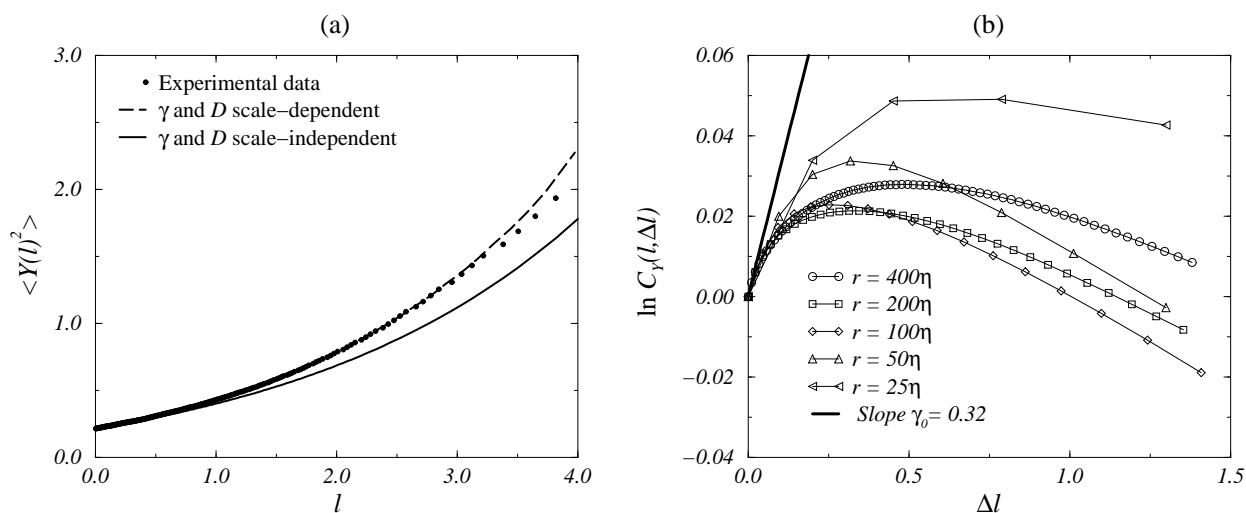 (a)
3.0
2.0
1.0
0.0
<Y(l)²>
Experimental data
γ and D scale−dependent
γ and D scale−independent
0.0 1.0 2.0 3.0 4.0
l
(b)
0.06
0.04
0.02
0.00
−0.02
−0.04
ln C_Y(l,Δl)
r = 400η
r = 200η
r = 100η
r = 50η
r = 25η
Slope γ₀= 0.32
0.0 0.5 1.0 1.5
Δl